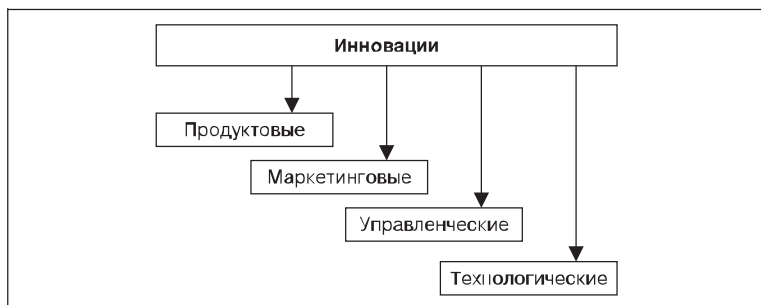 Инновации
Продуктовые
Маркетинговые
Управленческие
Технологические